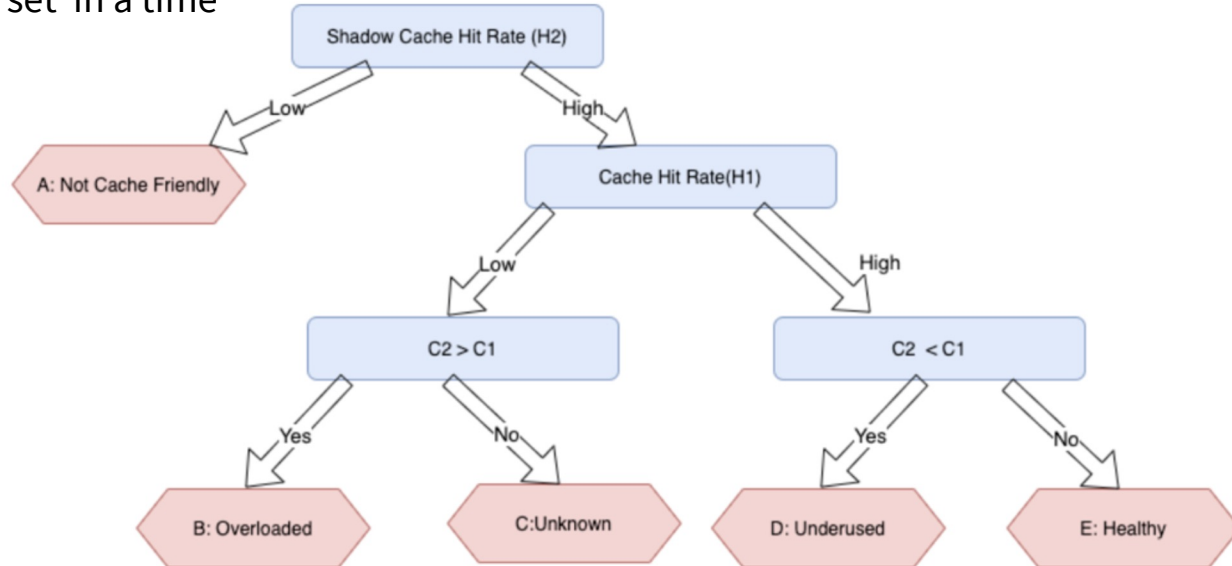 set in a time
Shadow Cache Hit Rate (H2)
Low
High
A: Not Cache Friendly
Cache Hit Rate(H1)
Low
High
C2 > C1
C2 < C1
Yes
No
Yes
No
B: Overloaded
C:Unknown
D: Underused
E: Healthy